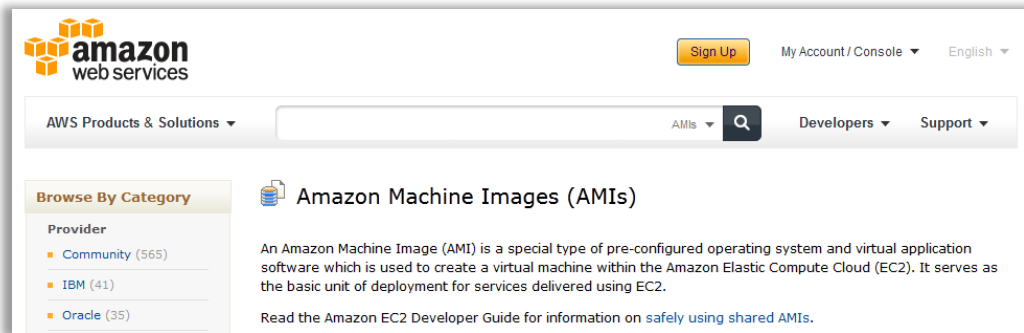 amazon
web services
Sign Up
My Account / Console
English
AWS Products & Solutions
AMIs
Developers
Support
Browse By Category
Provider
Community (565)
IBM (41)
Oracle (35)
Amazon Machine Images (AMIs)
An Amazon Machine Image (AMI) is a special type of pre-configured operating system and virtual application
software which is used to create a virtual machine within the Amazon Elastic Compute Cloud (EC2). It serves as
the basic unit of deployment for services delivered using EC2.
Read the Amazon EC2 Developer Guide for information on safely using shared AMIs.